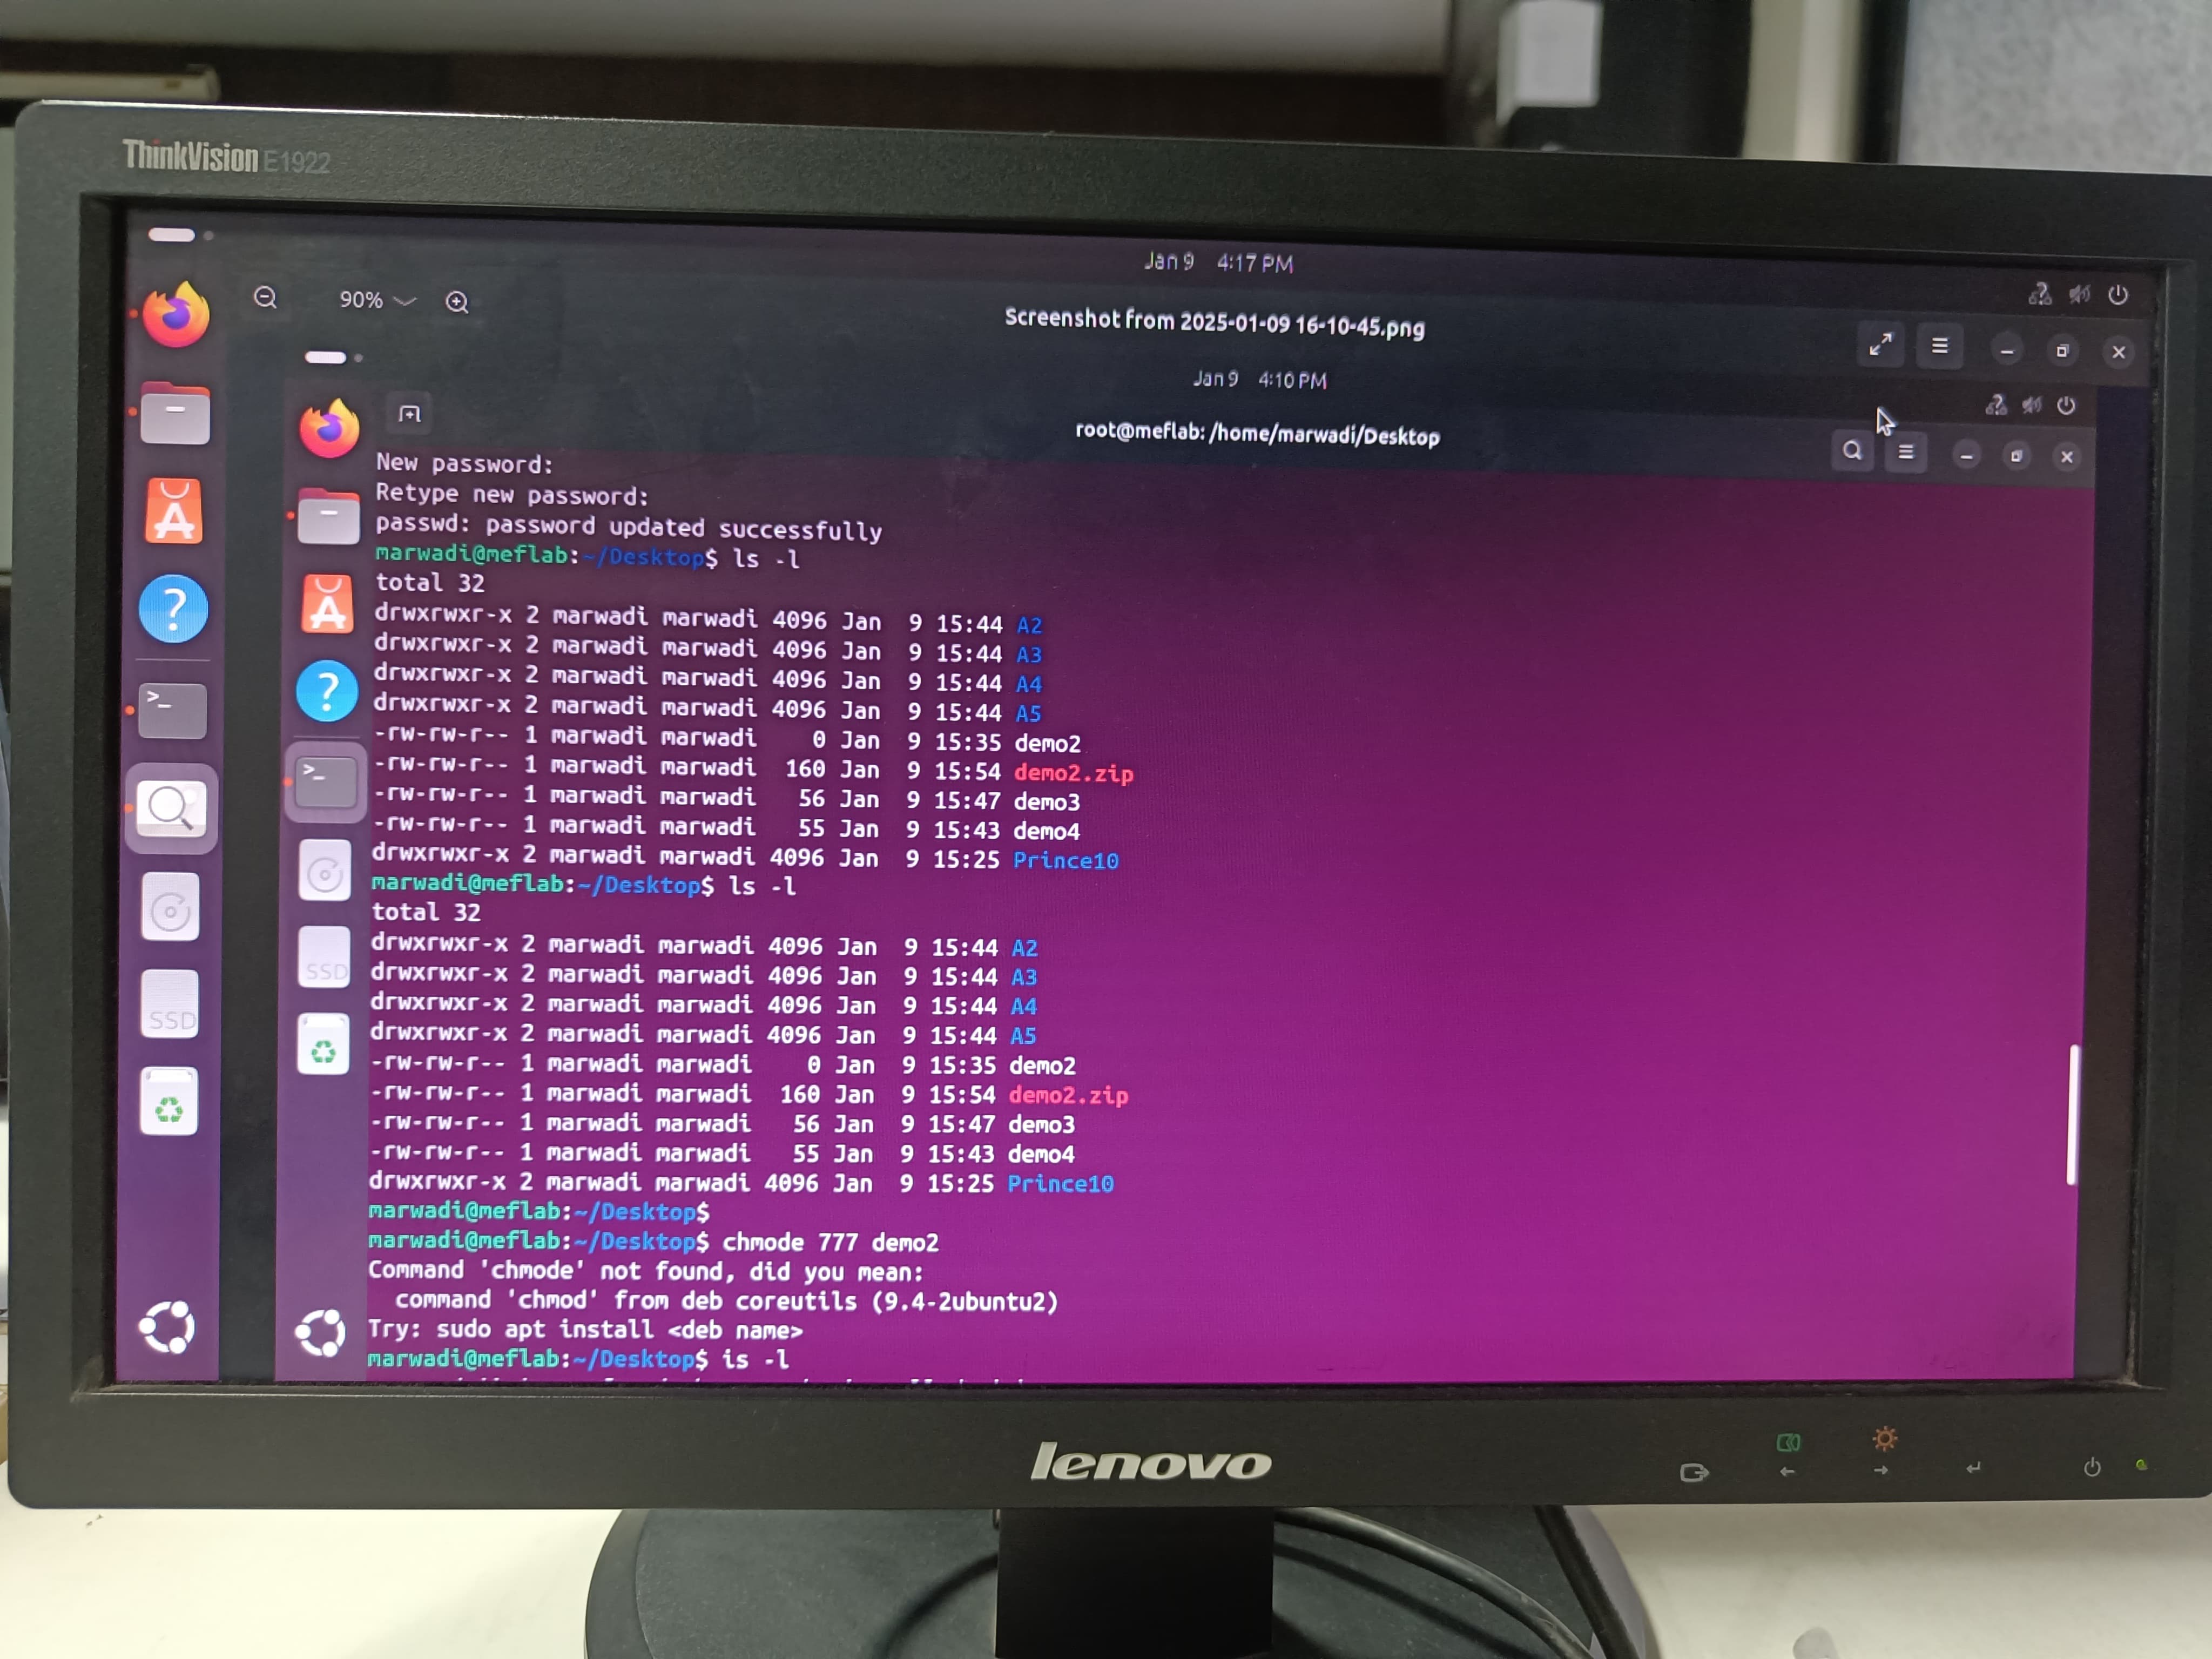 ThinkVision E1922
Jan 9 4:17 PM
90%
Screenshot from 2025-01-09 16-10-45.png
Jan 9 4:10 PM
root@meflab: /home/marwadi/Desktop
New password:
Retype new password:
passwd: password updated successfully
marwadi@meflab:~/Desktop$ ls -l
total 32
drwxrwxr-x 2 marwadi marwadi 4096 Jan  9 15:44 A2
drwxrwxr-x 2 marwadi marwadi 4096 Jan  9 15:44 A3
drwxrwxr-x 2 marwadi marwadi 4096 Jan  9 15:44 A4
drwxrwxr-x 2 marwadi marwadi 4096 Jan  9 15:44 A5
-rw-rw-r-- 1 marwadi marwadi    0 Jan  9 15:35 demo2
-rw-rw-r-- 1 marwadi marwadi  160 Jan  9 15:54 demo2.zip
-rw-rw-r-- 1 marwadi marwadi   56 Jan  9 15:47 demo3
-rw-rw-r-- 1 marwadi marwadi   55 Jan  9 15:43 demo4
drwxrwxr-x 2 marwadi marwadi 4096 Jan  9 15:25 Prince10
marwadi@meflab:~/Desktop$ ls -l
total 32
drwxrwxr-x 2 marwadi marwadi 4096 Jan  9 15:44 A2
drwxrwxr-x 2 marwadi marwadi 4096 Jan  9 15:44 A3
drwxrwxr-x 2 marwadi marwadi 4096 Jan  9 15:44 A4
drwxrwxr-x 2 marwadi marwadi 4096 Jan  9 15:44 A5
-rw-rw-r-- 1 marwadi marwadi    0 Jan  9 15:35 demo2
-rw-rw-r-- 1 marwadi marwadi  160 Jan  9 15:54 demo2.zip
-rw-rw-r-- 1 marwadi marwadi   56 Jan  9 15:47 demo3
-rw-rw-r-- 1 marwadi marwadi   55 Jan  9 15:43 demo4
drwxrwxr-x 2 marwadi marwadi 4096 Jan  9 15:25 Prince10
marwadi@meflab:~/Desktop$
marwadi@meflab:~/Desktop$ chmode 777 demo2
Command 'chmode' not found, did you mean:
  command 'chmod' from deb coreutils (9.4-2ubuntu2)
Try: sudo apt install <deb name>
marwadi@meflab:~/Desktop$ is -l
SSD
SSD
lenovo